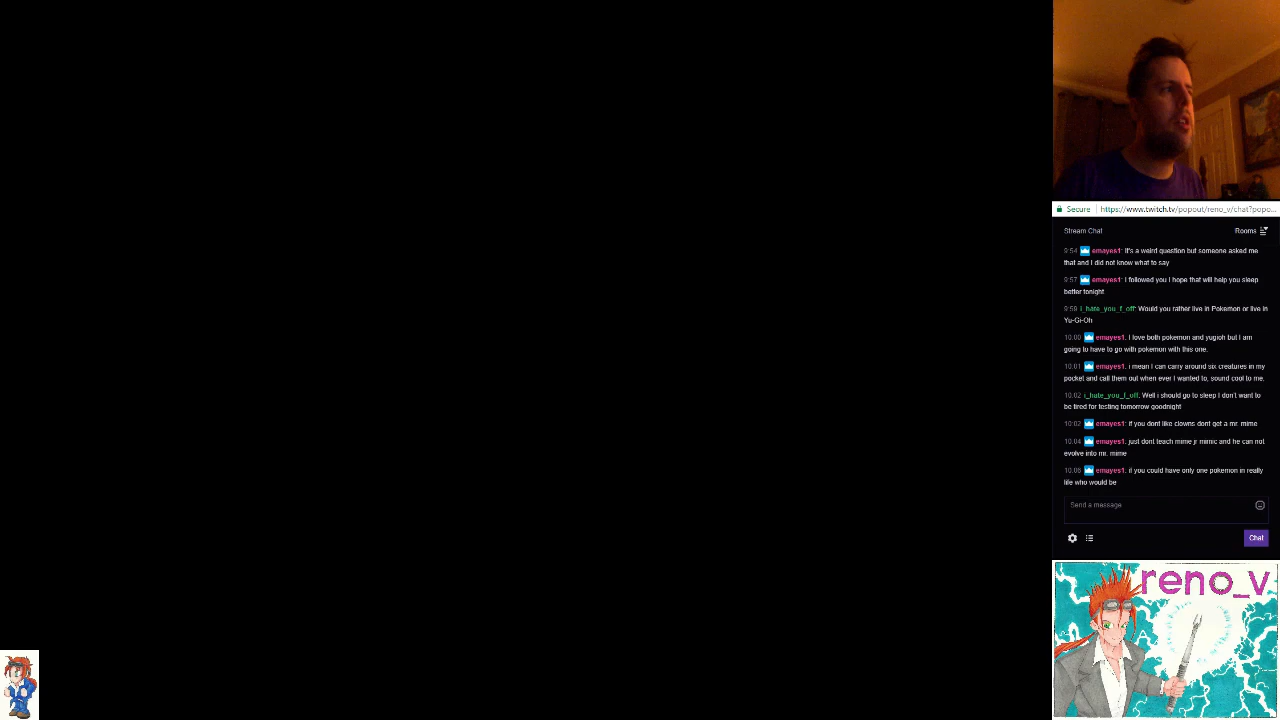 Secure https://www.twitch.tv/popout/reno_v/chat?popo...
Stream Chat
Rooms
9:54 emayes1: It's a weird question but someone asked me
that and I did not know what to say
9:57 emayes1: I followed you I hope that will help you sleep
better tonight
9:59 i_hate_you_f_off: Would you rather live in Pokemon or live in
Yu-Gi-Oh
10:00 emayes1: I love both pokemon and yugioh but I am
going to have to go with pokemon with this one.
10:01 emayes1: i mean I can carry around six creatures in my
pocket and call them out when ever I wanted to, sound cool to me.
10:02 i_hate_you_f_off: Well i should go to sleep I don't want to
be tired for testing tomorrow goodnight
10:02 emayes1: if you dont like clowns dont get a mr. mime
10:04 emayes1: just dont teach mime jr mimic and he can not
evolve into mr. mime
10:06 emayes1: if you could have only one pokemon in really
life who would be
Send a message
Chat
reno_v